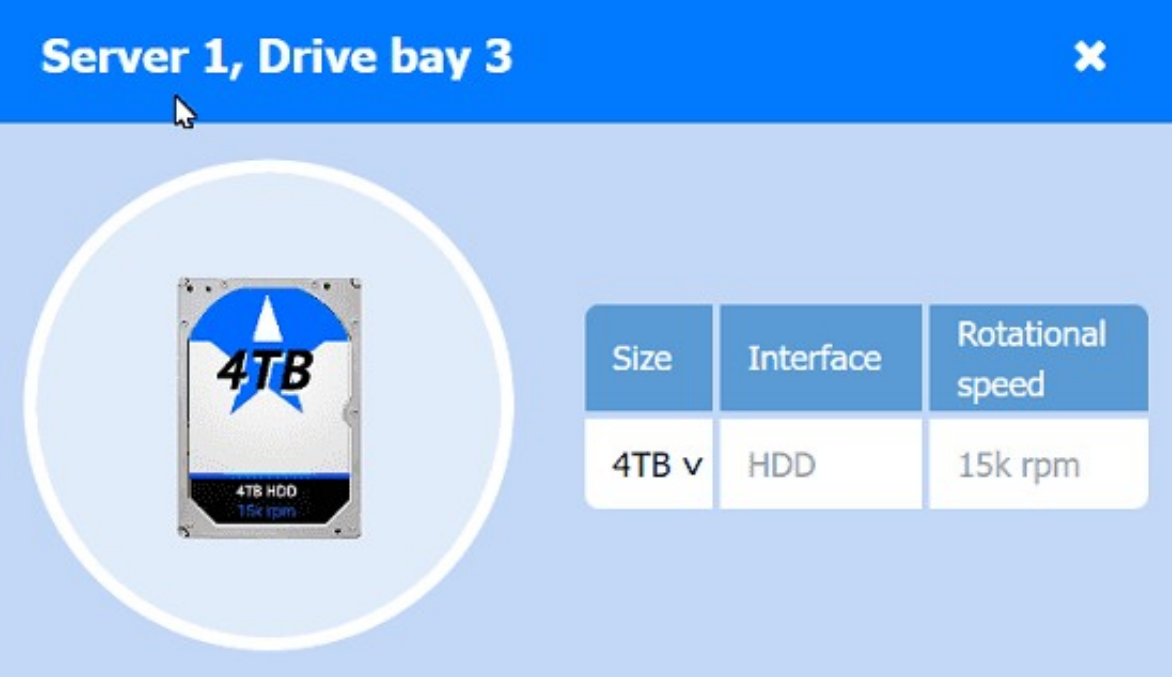 Server 1, Drive bay 3
4TB
4TB HDD
15k rpm
Size Interface Rotational speed
4TB HDD 15k rpm